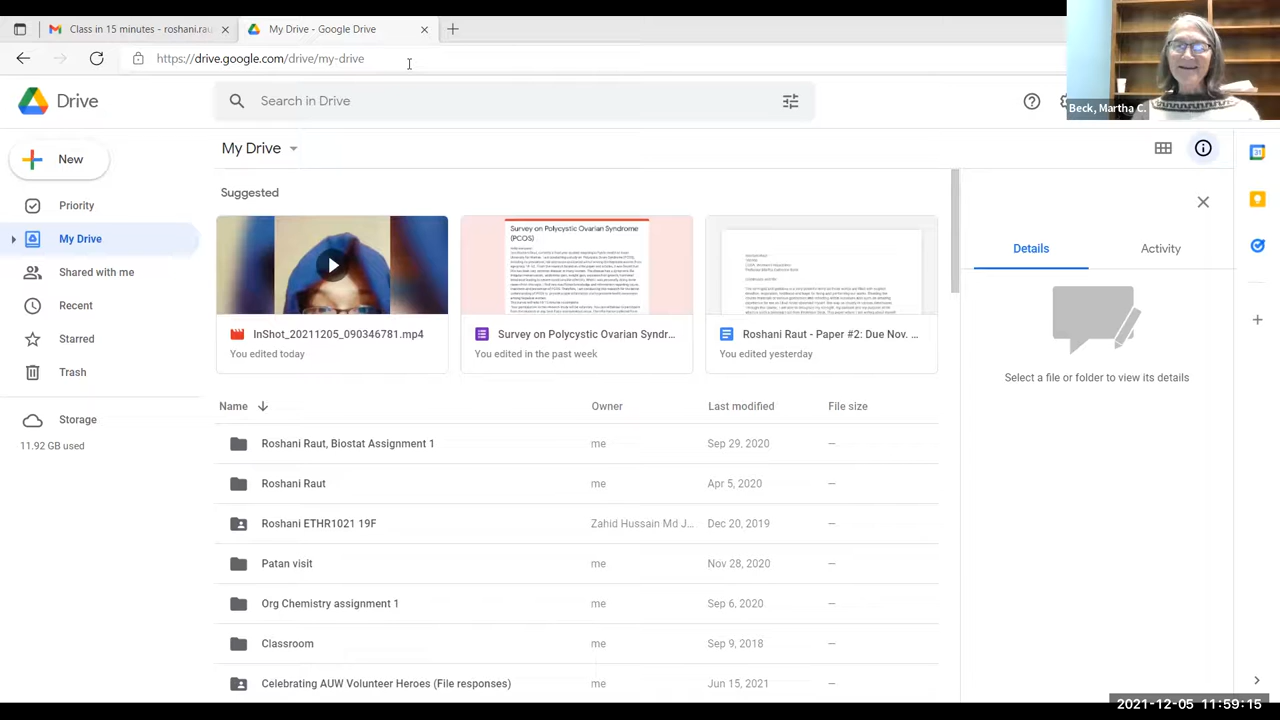 Class in 15 minutes - roshani.rau
My Drive - Google Drive
https://drive.google.com/drive/my-drive
Beck, Martha C.
Drive
Search in Drive
New
My Drive
Priority
My Drive
Shared with me
Recent
Starred
Trash
Storage
11.92 GB used
Suggested
Survey on Polycystic Ovarian Syndrome
(PCOS)
InShot_20211205_090346781.mp4
You edited today
Survey on Polycystic Ovarian Syndr...
You edited in the past week
Roshani Raut - Paper #2: Due Nov. ...
You edited yesterday
Name Owner Last modified File size
Roshani Raut, Biostat Assignment 1 me Sep 29, 2020 –
Roshani Raut me Apr 5, 2020 –
Roshani ETHR1021 19F Zahid Hussain Md J... Dec 20, 2019 –
Patan visit me Nov 28, 2020 –
Org Chemistry assignment 1 me Sep 6, 2020 –
Classroom me Sep 9, 2018 –
Celebrating AUW Volunteer Heroes (File responses) me Jun 15, 2021 –
Details Activity
Select a file or folder to view its details
31
2021-12-05 11:59:15